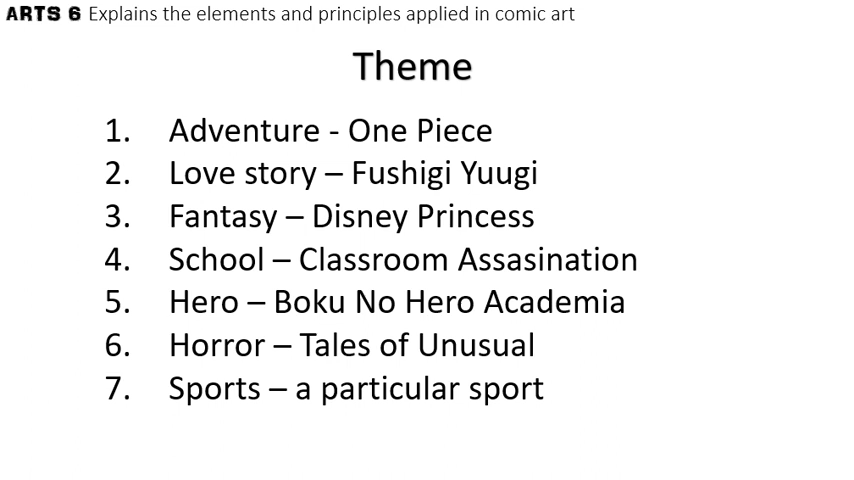 ARTS 6 Explains the elements and principles applied in comic art
Theme
1. Adventure - One Piece
2. Love story – Fushigi Yuugi
3. Fantasy – Disney Princess
4. School – Classroom Assasination
5. Hero – Boku No Hero Academia
6. Horror – Tales of Unusual
7. Sports – a particular sport